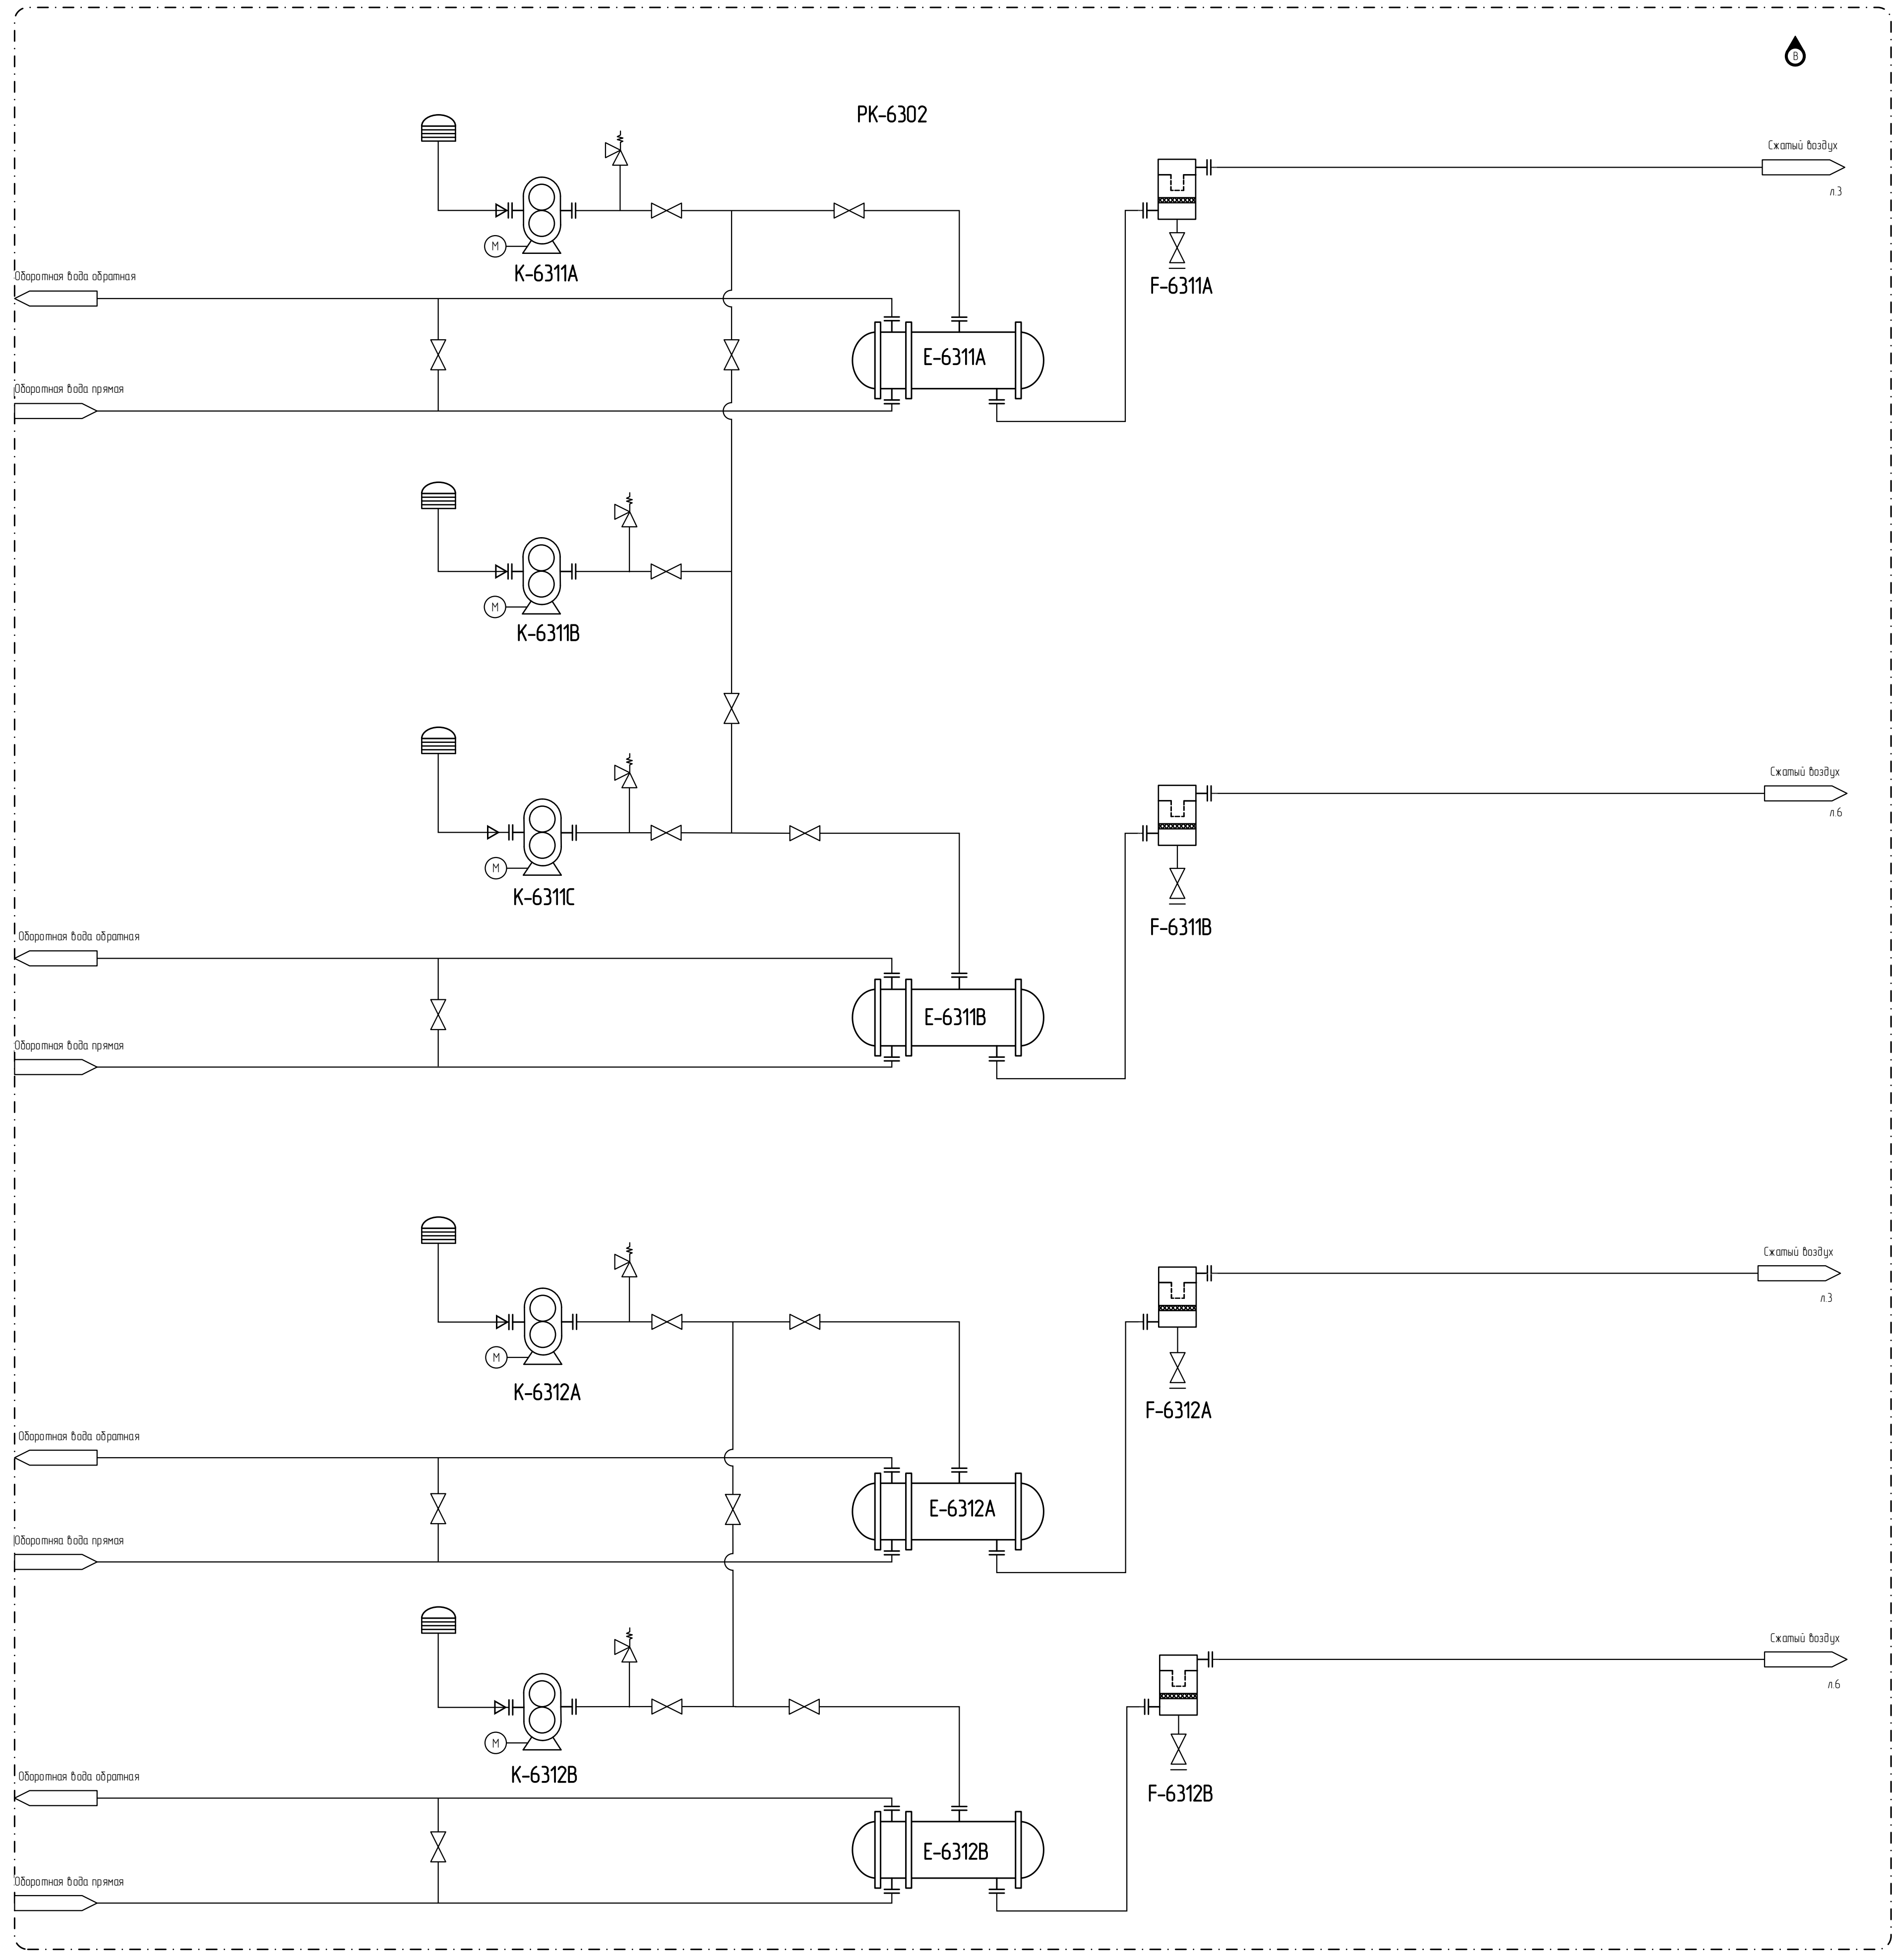 B
PK-6302
Сжатый воздух
л.3
M
K-6311A
F-6311A
Оборотная вода обратная
E-6311A
Оборотная вода прямая
M
K-6311B
Сжатый воздух
л.6
M
K-6311C
F-6311B
Оборотная вода обратная
E-6311B
Оборотная вода прямая
Сжатый воздух
л.3
M
K-6312A
F-6312A
Оборотная вода обратная
E-6312A
Оборотняа вода прямая
Сжатый воздух
л.6
M
K-6312B
F-6312B
Оборотная вода обратная
E-6312B
Оборотная вода прямая